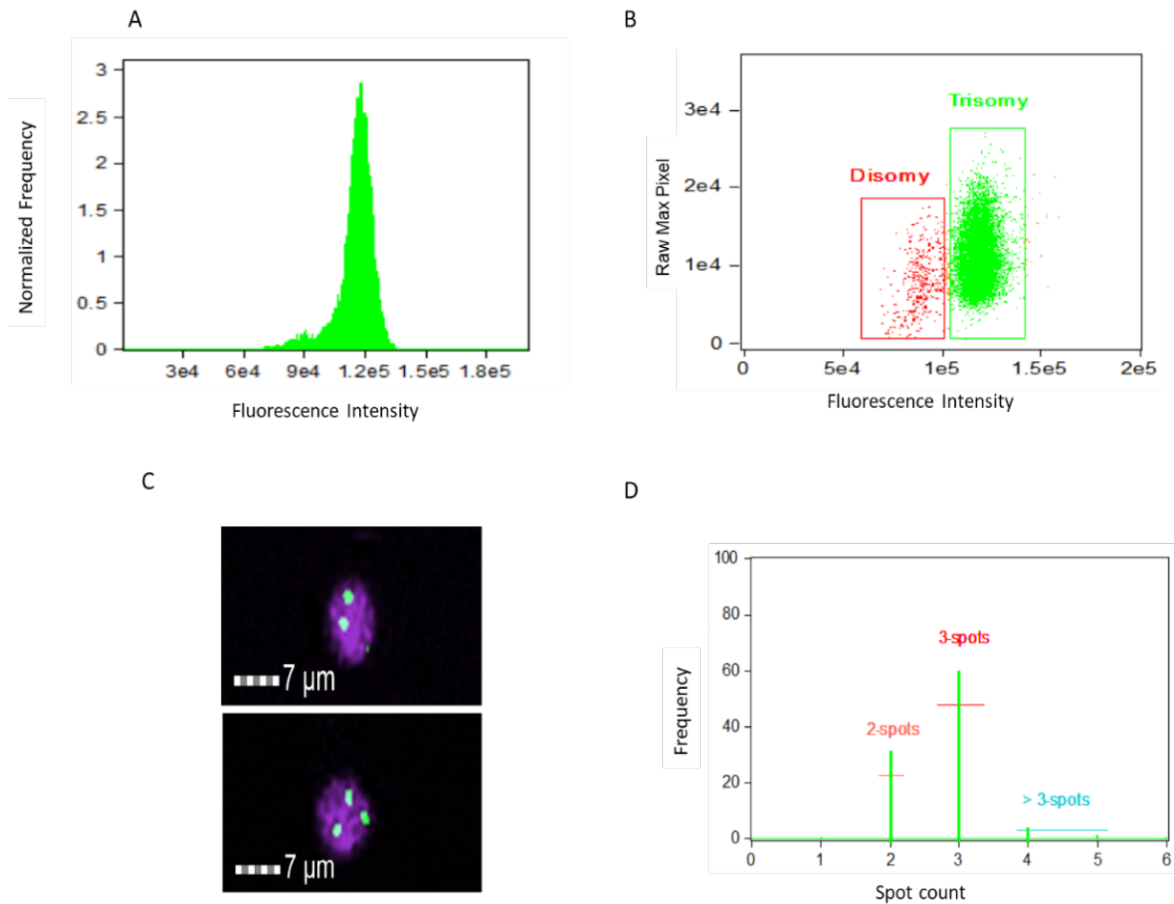 A
Normalized Frequency
3
2.5
2
1.5
1
0.5
0
3e4 6e4 9e4 1.2e5 1.5e5 1.8e5
Fluorescence Intensity
B
Raw Max Pixel
3e4
2e4
1e4
0
Trisomy
Disomy
0 5e4 1e5 1.5e5 2e5
Fluorescence Intensity
C
7 µm
7 µm
D
Frequency
100
80
60
40
20
0
3-spots
2-spots
> 3-spots
0 1 2 3 4 5 6
Spot count